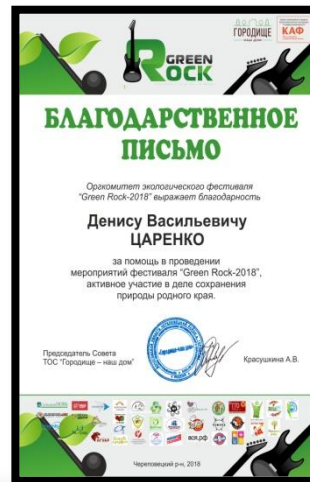 GREEN
ROCK
ГОРОДИЩЕ
КАФ
БЛАГОДАРСТВЕННОЕ
ПИСЬМО
Оргкомитет экологического фестиваля
"Green Rock-2018" выражает благодарность
Денису Васильевичу
ЦАРЕНКО
за помощь в проведении
мероприятий фестиваля "Green Rock-2018",
активное участие в деле сохранения
природы родного края.
Председатель Совета
ТОС "Городище – наш дом"
Красушкина А.В.
вся.рф
Череповецкий р-н, 2018